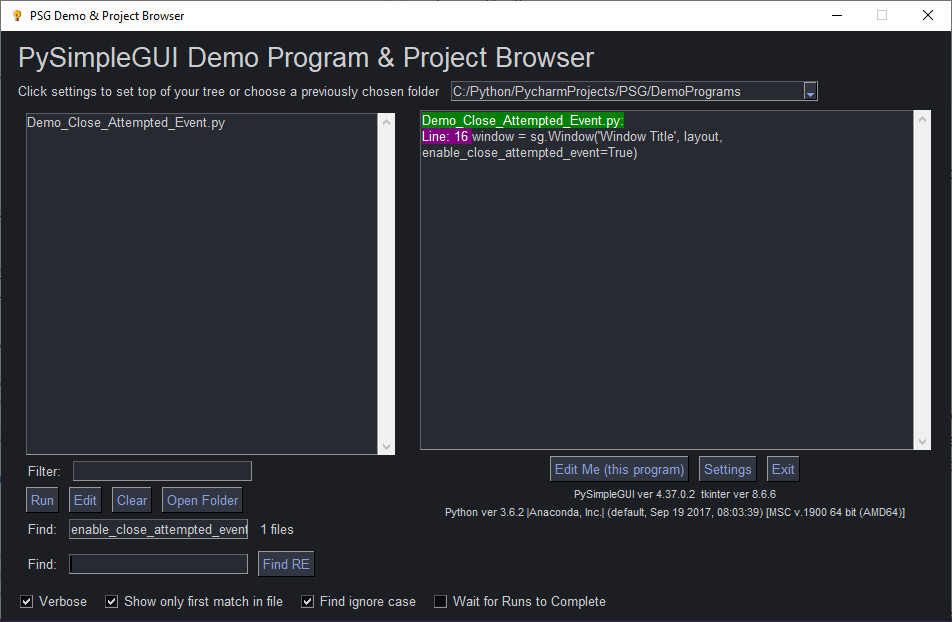 PSG Demo & Project Browser
PySimpleGUI Demo Program & Project Browser
Click settings to set top of your tree or choose a previously chosen folder C:/Python/PycharmProjects/PSG/DemoPrograms
Demo_Close_Attempted_Event.py
Demo_Close_Attempted_Event.py:
Line: 16 window = sg.Window('Window Title', layout,
enable_close_attempted_event=True)
Filter:
Run Edit Clear Open Folder
Find: enable_close_attempted_event 1 files
Find: Find RE
Edit Me (this program) Settings Exit
PySimpleGUI ver 4.37.0.2 tkinter ver 8.6.6
Python ver 3.6.2 |Anaconda, Inc.| (default, Sep 19 2017, 08:03:39) [MSC v.1900 64 bit (AMD64)]
Verbose Show only first match in file Find ignore case Wait for Runs to Complete